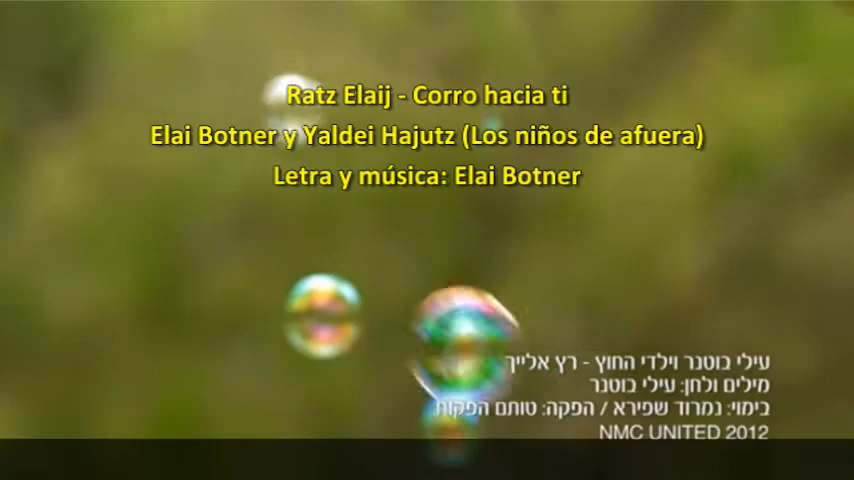 Ratz Elaij - Corro hacia ti
Elai Botner y Yaldei Hajutz (Los niños de afuera)
Letra y música: Elai Botner
עילי בוטנר וילדי החוץ - רץ אלייך
מילים ולחן: עילי בוטנר
בימוי: נמרוד שפירא / הפקה: טותם הפקות
NMC UNITED 2012